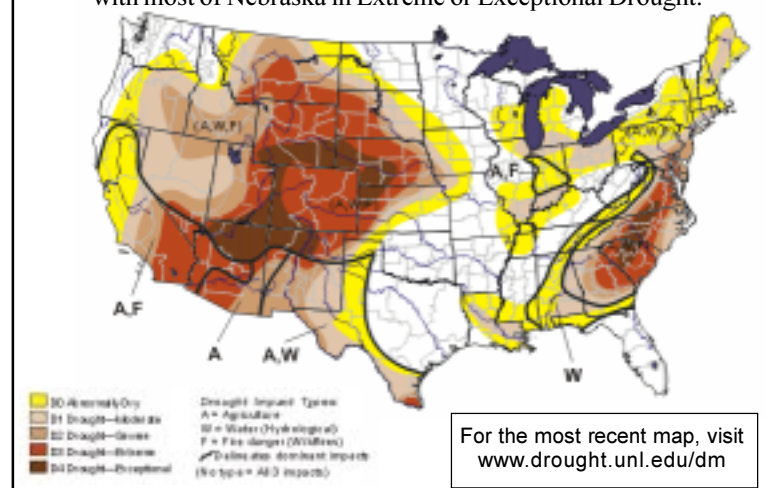 with most of Nebraska in Extreme or Exceptional Drought.
(A,W,F)
(A,W,F)
A,F
A,F
A
A,W
W
D0 Abnormally Dry
D1 Drought—Moderate
D2 Drought—Severe
D3 Drought—Extreme
D4 Drought—Exceptional
Drought Impact Types:
A = Agriculture
W = Water (Hydrological)
F = Fire danger (Wildfires)
Delineates dominant impacts
(No type = All 3 impacts)
For the most recent map, visit
www.drought.unl.edu/dm